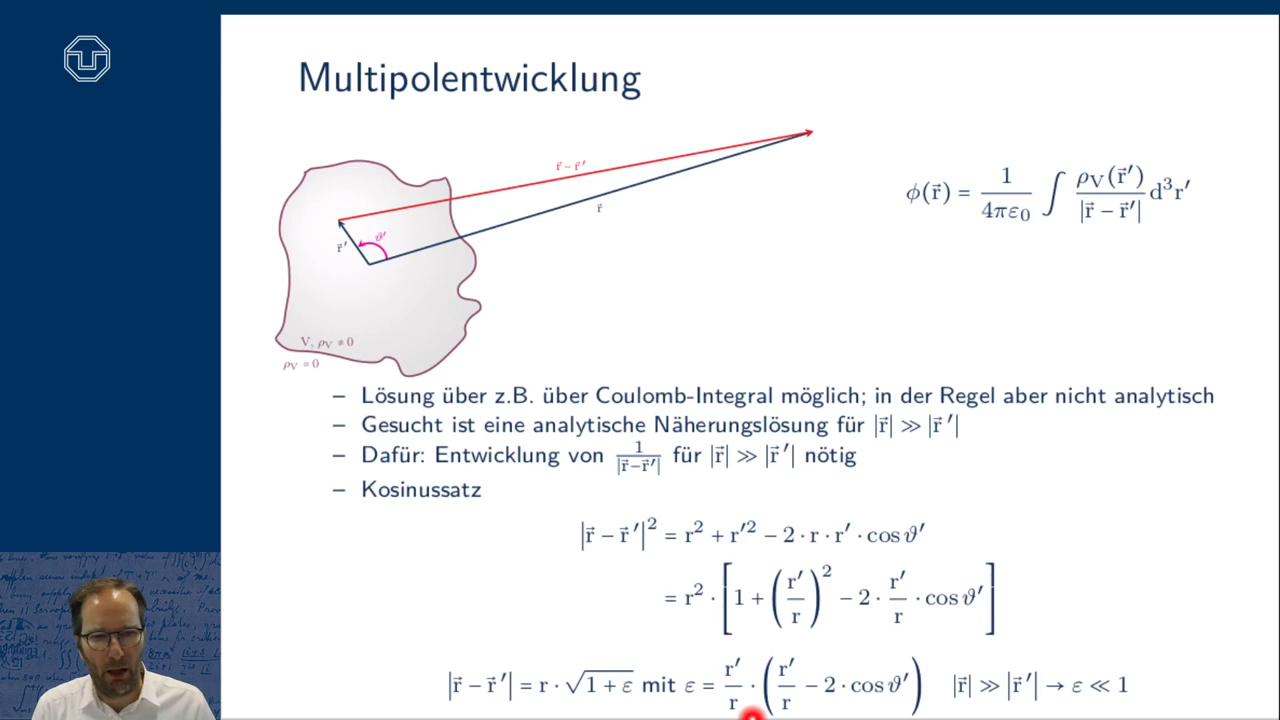 Multipolentwicklung
r⃗ − r⃗ ′
r⃗
ϑ′
r⃗ ′
V, ρV ≠ 0
ρV = 0
ϕ(r⃗) = 1/(4πε0) ∫ ρV(r⃗ ′)/|r⃗ − r⃗ ′| d³r′
– Lösung über z.B. über Coulomb-Integral möglich; in der Regel aber nicht analytisch
– Gesucht ist eine analytische Näherungslösung für |r⃗| ≫ |r⃗ ′|
– Dafür: Entwicklung von 1/|r⃗−r⃗ ′| für |r⃗| ≫ |r⃗ ′| nötig
– Kosinussatz
|r⃗ − r⃗ ′|² = r² + r′² − 2 · r · r′ · cos ϑ′
= r² · [1 + (r′/r)² − 2 · r′/r · cos ϑ′]
|r⃗ − r⃗ ′| = r · √(1 + ε) mit ε = r′/r · (r′/r − 2 · cos ϑ′) |r⃗| ≫ |r⃗ ′| → ε ≪ 1